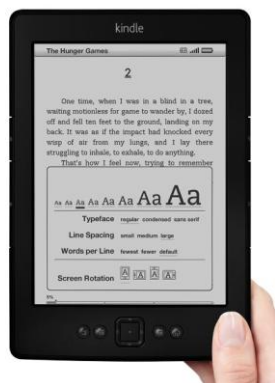 kindle
The Hunger Games
2
One time, when I was in a blind in a tree,
waiting motionless for game to wander by, I dozed
off and fell ten feet to the ground, landing on my
back. It was as if the impact had knocked every
wisp of air from my lungs, and I lay there
struggling to inhale, to exhale, to do anything.
That's how I feel now, trying to remember
Aa Aa Aa Aa Aa Aa Aa Aa
Typeface regular condensed sans serif
Line Spacing small medium large
Words per Line fewest fewer default
Screen Rotation A A A A
5%